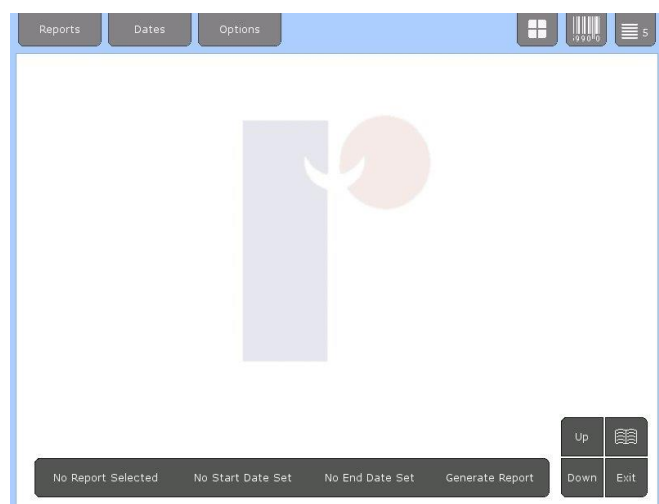 Reports Dates Options 5
Up
No Report Selected No Start Date Set No End Date Set Generate Report Down Exit